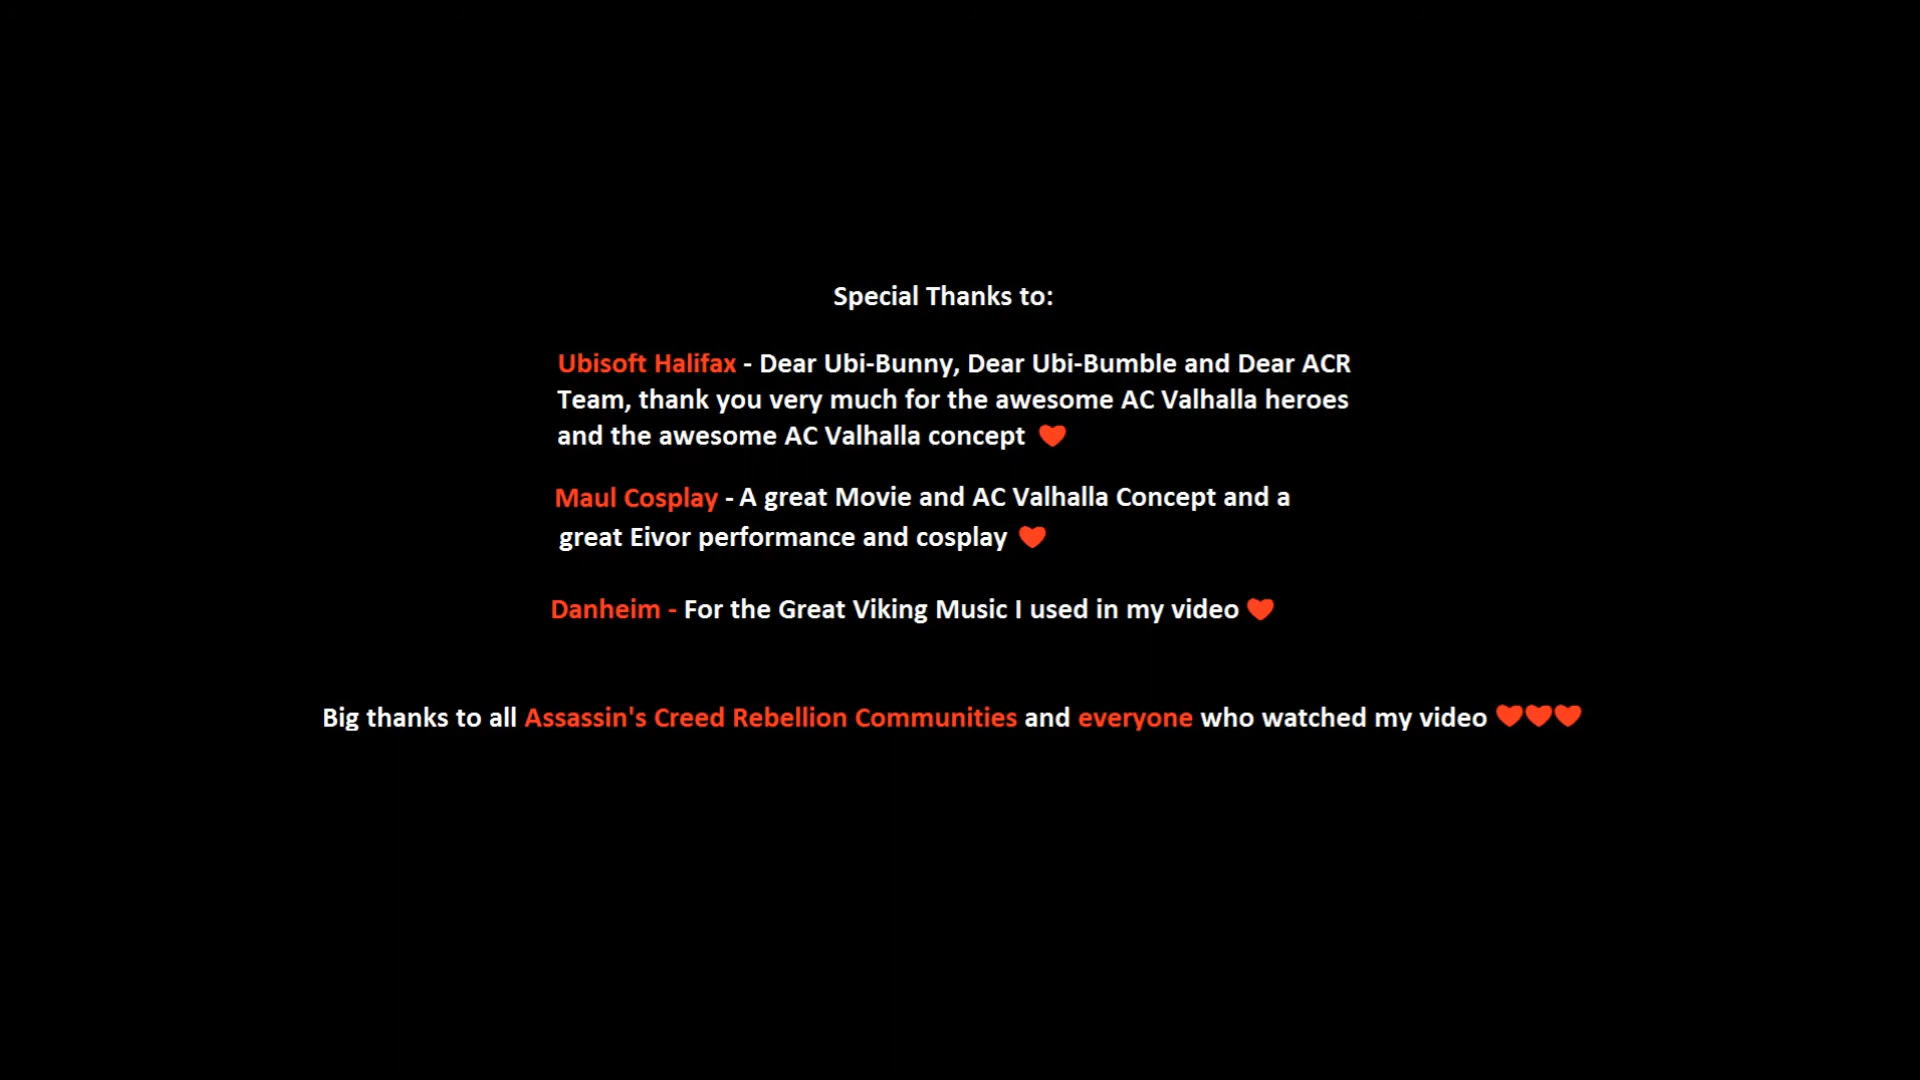 Special Thanks to:
Ubisoft Halifax - Dear Ubi-Bunny, Dear Ubi-Bumble and Dear ACR
Team, thank you very much for the awesome AC Valhalla heroes
and the awesome AC Valhalla concept ❤
Maul Cosplay - A great Movie and AC Valhalla Concept and a
great Eivor performance and cosplay ❤
Danheim - For the Great Viking Music I used in my video ❤
Big thanks to all Assassin's Creed Rebellion Communities and everyone who watched my video ❤❤❤